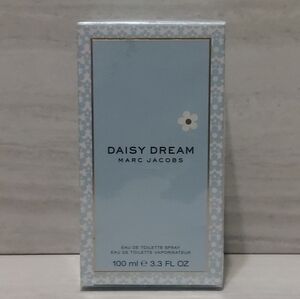 DAISY DREAM
MARC JACOBS
EAU DE TOILETTE SPRAY
EAU DE TOILETTE VAPORISATEUR
100 ml ℮ 3.3 FL OZ